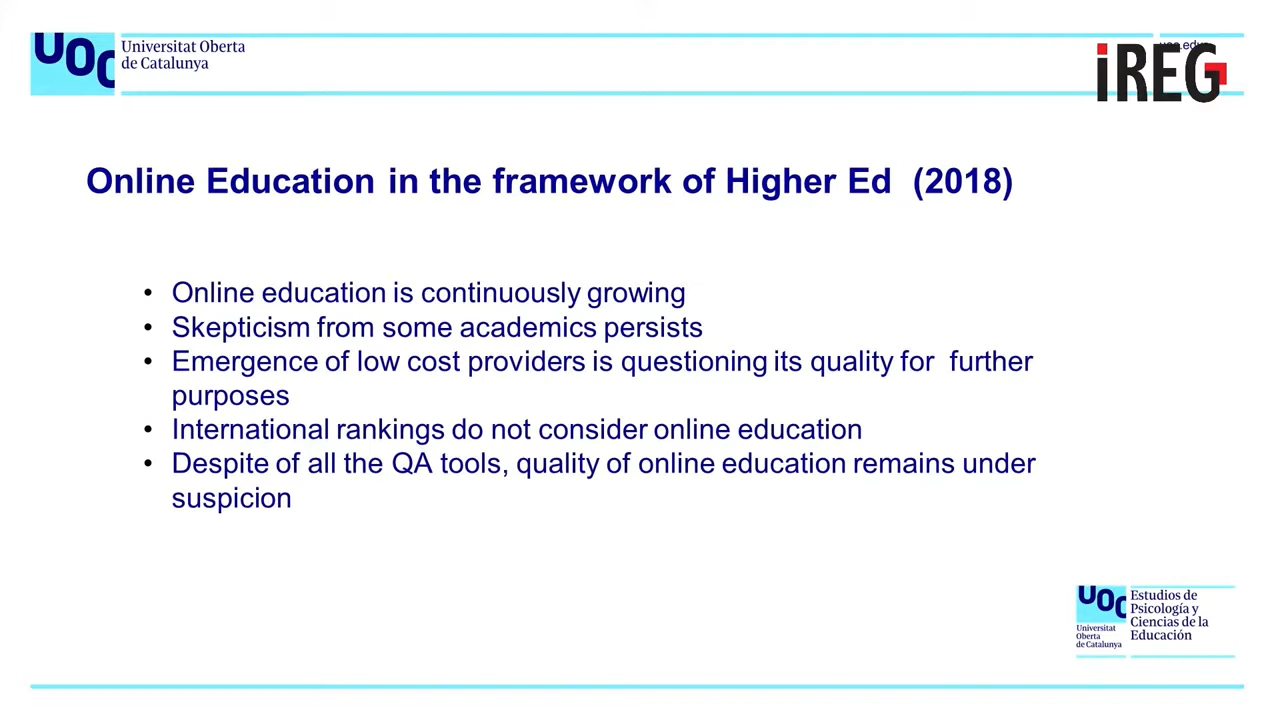 UOC
Universitat Oberta
de Catalunya
uoc.edu
iREG
Online Education in the framework of Higher Ed (2018)
• Online education is continuously growing
• Skepticism from some academics persists
• Emergence of low cost providers is questioning its quality for further
purposes
• International rankings do not consider online education
• Despite of all the QA tools, quality of online education remains under
suspicion
UOC
Universitat
Oberta
de Catalunya
Estudios de
Psicología y
Ciencias de la
Educación